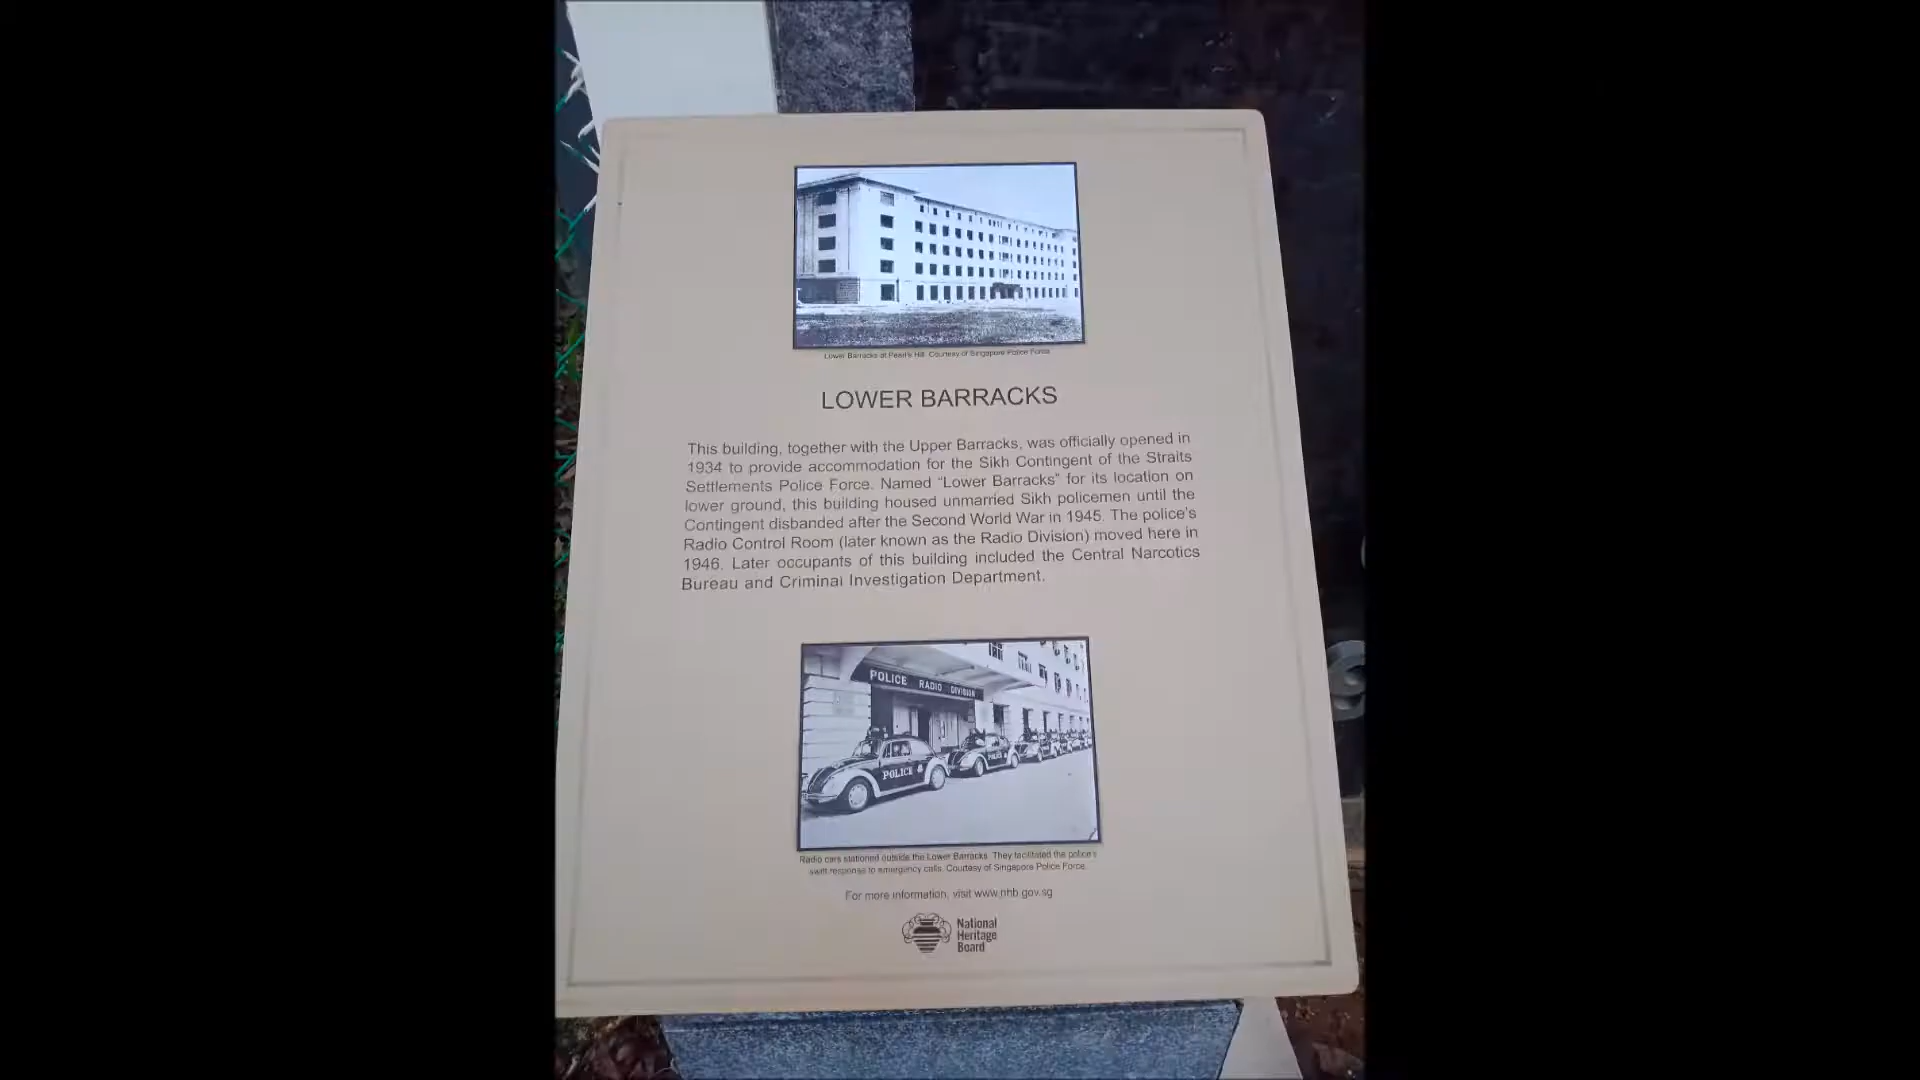 Lower Barracks at Pearl's Hill. Courtesy of Singapore Police Force.
LOWER BARRACKS
This building, together with the Upper Barracks, was officially opened in
1934 to provide accommodation for the Sikh Contingent of the Straits
Settlements Police Force. Named "Lower Barracks" for its location on
lower ground, this building housed unmarried Sikh policemen until the
Contingent disbanded after the Second World War in 1945. The police's
Radio Control Room (later known as the Radio Division) moved here in
1946. Later occupants of this building included the Central Narcotics
Bureau and Criminal Investigation Department.
POLICE RADIO DIVISION
POLICE
POLICE
Radio cars stationed outside the Lower Barracks. They facilitated the police's
swift response to emergency calls. Courtesy of Singapore Police Force.
For more information, visit www.nhb.gov.sg
National
Heritage
Board